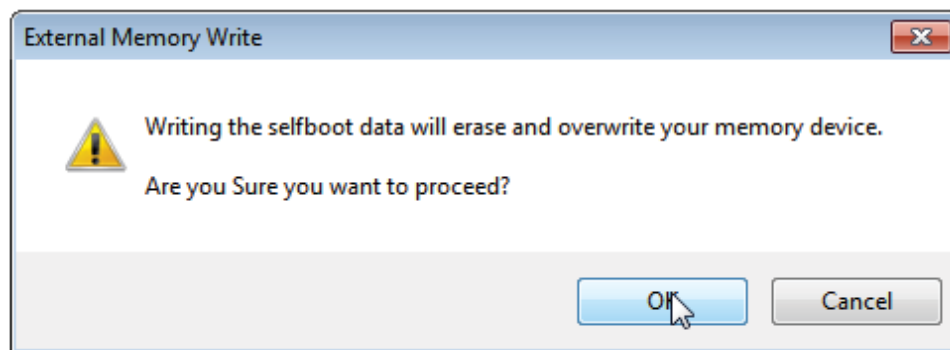 External Memory Write
Writing the selfboot data will erase and overwrite your memory device.
Are you Sure you want to proceed?
OK
Cancel